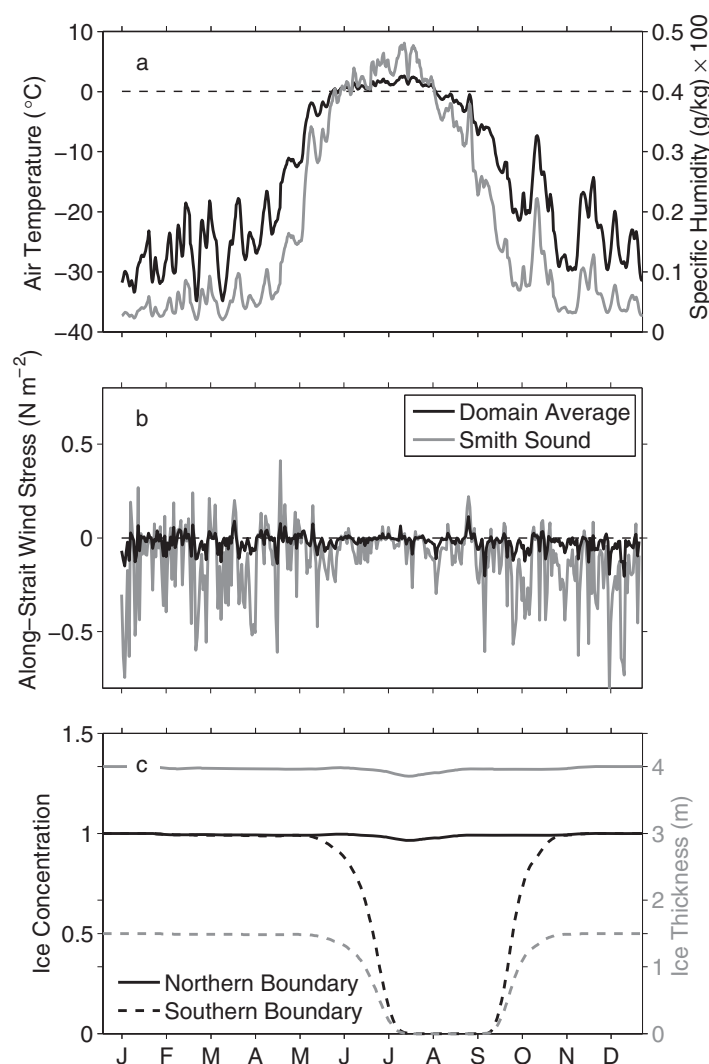 a
10
0
−10
−20
−30
−40
Air Temperature (°C)
0.5
0.4
0.3
0.2
0.1
0
Specific Humidity (g/kg) × 100
b
Domain Average
Smith Sound
0.5
0
−0.5
Along−Strait Wind Stress (N m−2)
c
1.5
1
0.5
0
Ice Concentration
4
3
2
1
0
Ice Thickness (m)
Northern Boundary
Southern Boundary
J F M A M J J A S O N D